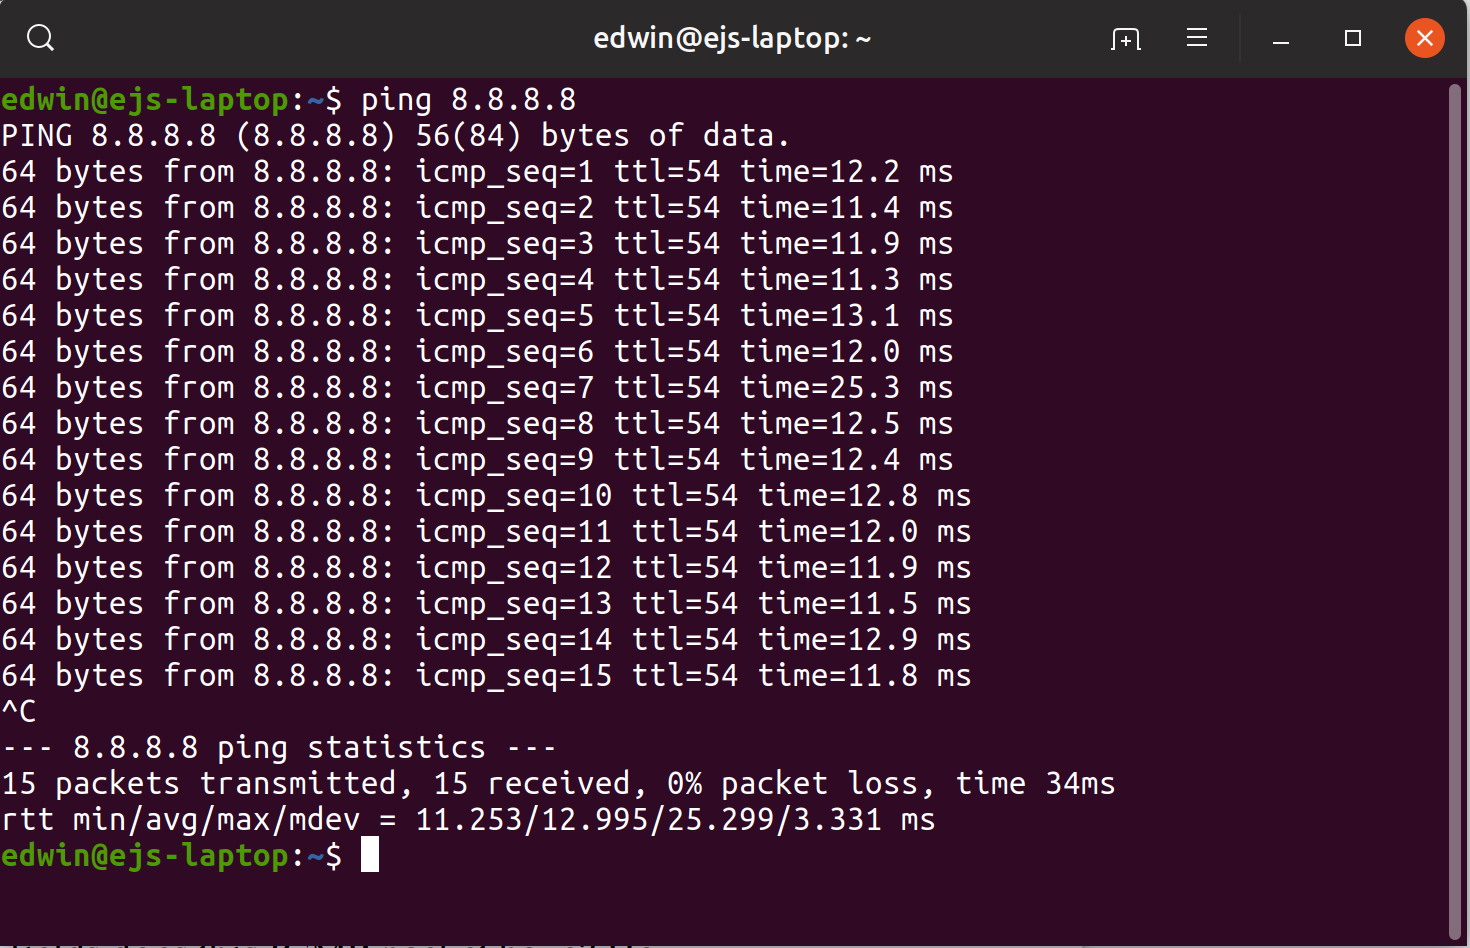 edwin@ejs-laptop: ~
edwin@ejs-laptop:~$ ping 8.8.8.8
PING 8.8.8.8 (8.8.8.8) 56(84) bytes of data.
64 bytes from 8.8.8.8: icmp_seq=1 ttl=54 time=12.2 ms
64 bytes from 8.8.8.8: icmp_seq=2 ttl=54 time=11.4 ms
64 bytes from 8.8.8.8: icmp_seq=3 ttl=54 time=11.9 ms
64 bytes from 8.8.8.8: icmp_seq=4 ttl=54 time=11.3 ms
64 bytes from 8.8.8.8: icmp_seq=5 ttl=54 time=13.1 ms
64 bytes from 8.8.8.8: icmp_seq=6 ttl=54 time=12.0 ms
64 bytes from 8.8.8.8: icmp_seq=7 ttl=54 time=25.3 ms
64 bytes from 8.8.8.8: icmp_seq=8 ttl=54 time=12.5 ms
64 bytes from 8.8.8.8: icmp_seq=9 ttl=54 time=12.4 ms
64 bytes from 8.8.8.8: icmp_seq=10 ttl=54 time=12.8 ms
64 bytes from 8.8.8.8: icmp_seq=11 ttl=54 time=12.0 ms
64 bytes from 8.8.8.8: icmp_seq=12 ttl=54 time=11.9 ms
64 bytes from 8.8.8.8: icmp_seq=13 ttl=54 time=11.5 ms
64 bytes from 8.8.8.8: icmp_seq=14 ttl=54 time=12.9 ms
64 bytes from 8.8.8.8: icmp_seq=15 ttl=54 time=11.8 ms
^C
--- 8.8.8.8 ping statistics ---
15 packets transmitted, 15 received, 0% packet loss, time 34ms
rtt min/avg/max/mdev = 11.253/12.995/25.299/3.331 ms
edwin@ejs-laptop:~$